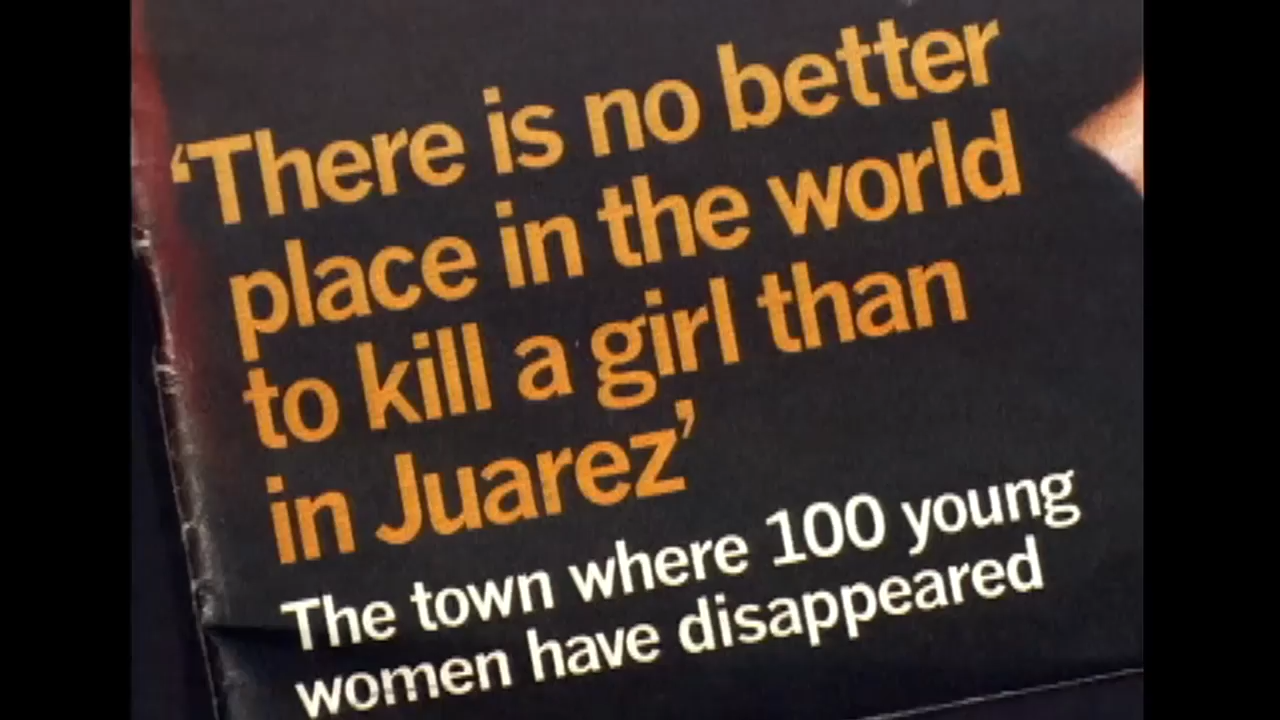 ‘There is no better
place in the world
to kill a girl than
in Juarez’
The town where 100 young
women have disappeared